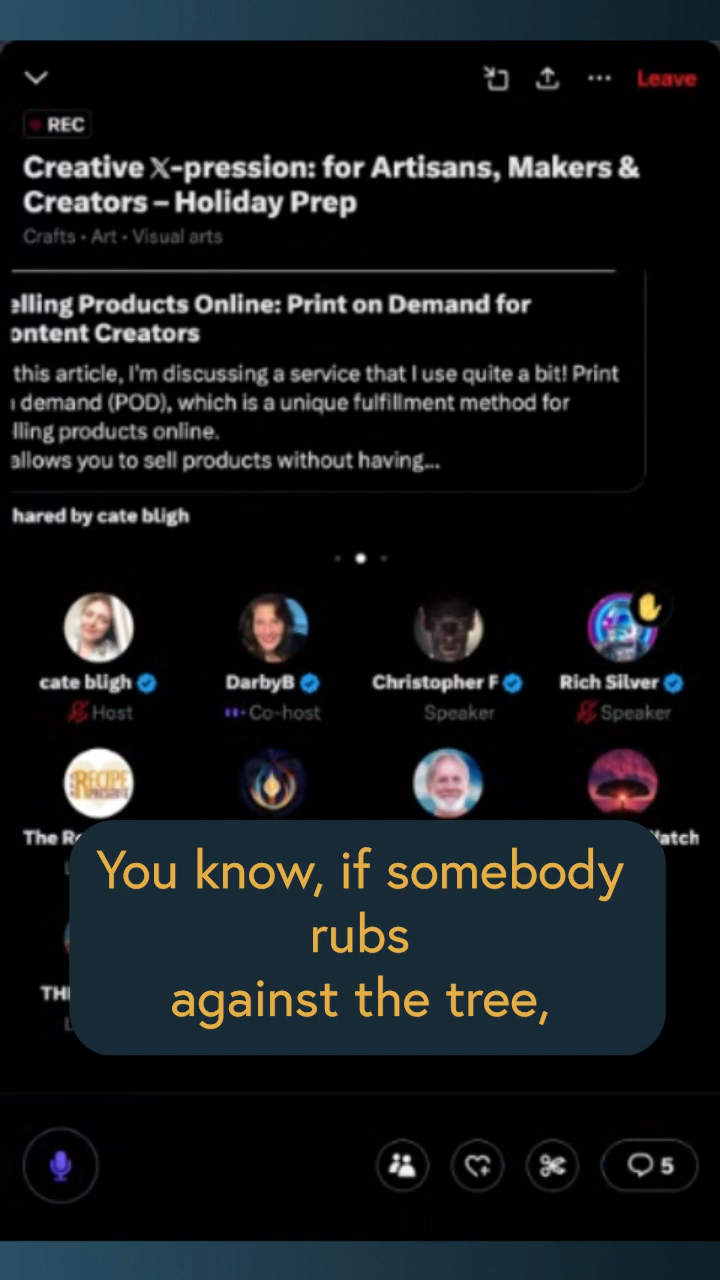 Leave
REC
Creative X-pression: for Artisans, Makers &
Creators – Holiday Prep
Crafts • Art • Visual arts
elling Products Online: Print on Demand for
ontent Creators
this article, I'm discussing a service that I use quite a bit! Print
demand (POD), which is a unique fulfillment method for
lling products online.
allows you to sell products without having...
hared by cate bligh
cate bligh DarbyB Christopher F Rich Silver
Host Co-host Speaker Speaker
RECIPE
The R
atch
You know, if somebody
rubs
against the tree,
TH
5